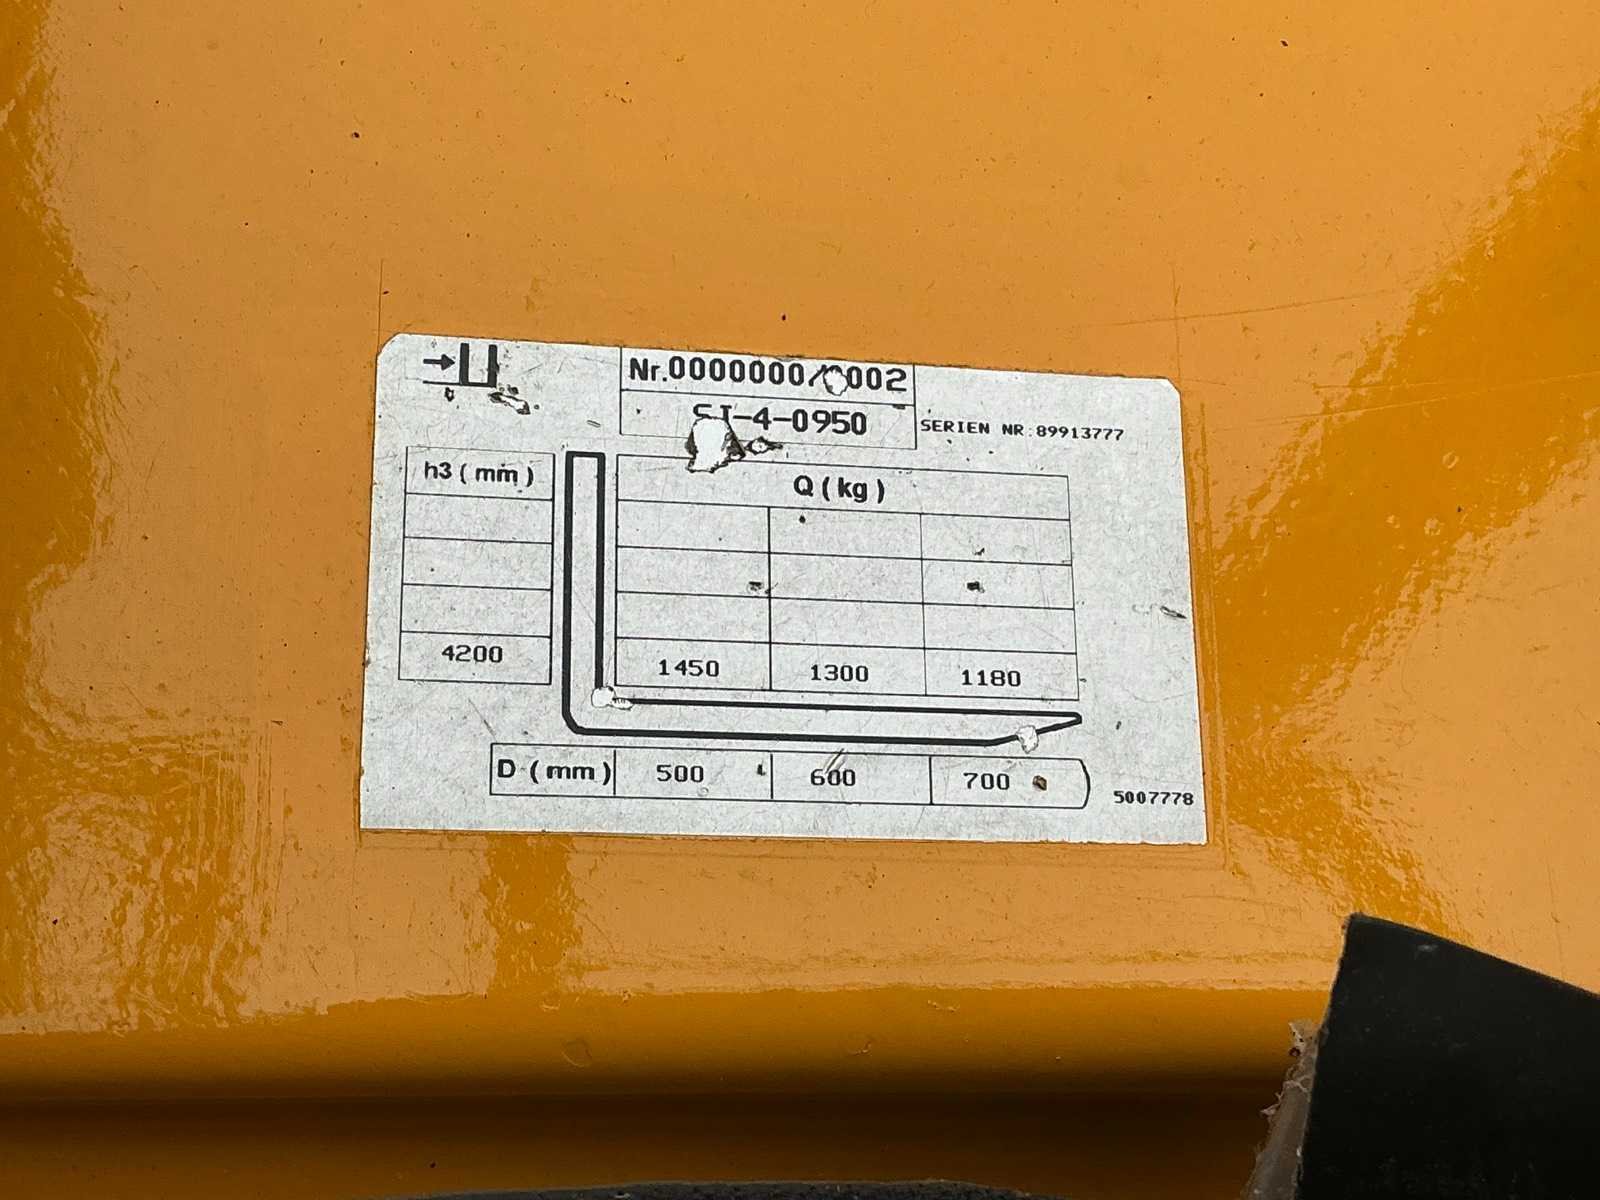 Nr.0000000/ 002
-4-0950
SERIEN NR:89913777
h3 ( mm )
Q ( kg )
4200
1450 1300 1180
D ( mm ) 500 600 700
5007778